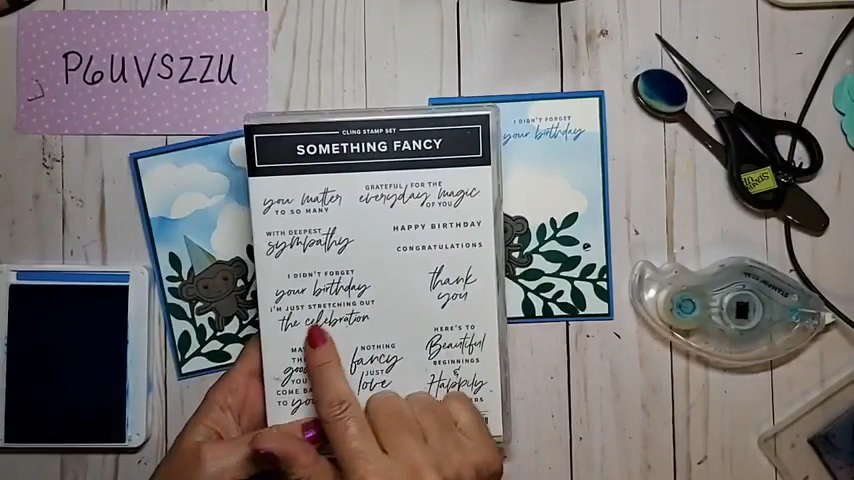 P6UVSZZU
CLING STAMP SET
SOMETHING FANCY
you matter
TO SO MANY
GRATEFUL FOR THE
everyday magic
OF YOU
WITH DEEPEST
sympathy
HAPPY BIRTHDAY
CONGRATULATIONS
I DIDN'T FORGET
your birthday
I'M JUST STRETCHING OUT
the celebration
thank
you
NOTHING
fancy
JUST
love
HERE'S TO
Beautiful
BEGINNINGS
&
Happily
COME
TO
I DIDN'T FORGET
your birthday